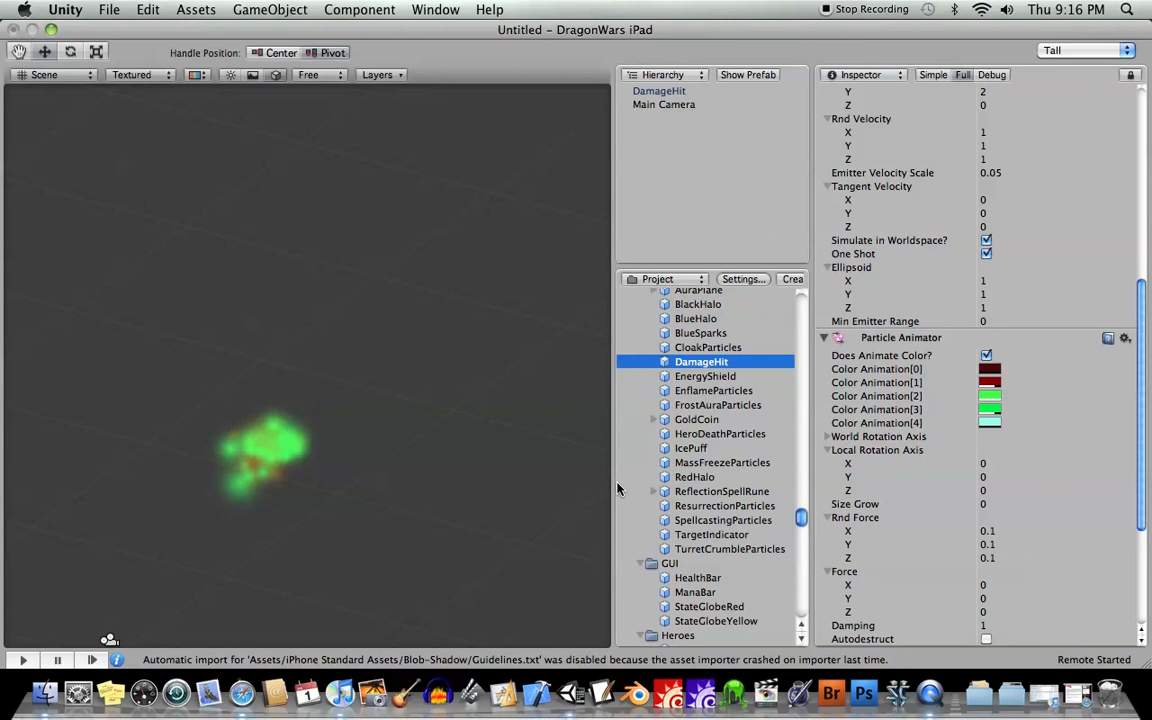 Unity File Edit Assets GameObject Component Window Help Stop Recording Thu 9:16 PM
Untitled - DragonWars iPad
Handle Position: Center Pivot Tall
Scene Textured Free Layers
Hierarchy Show Prefab
DamageHit
Main Camera
Project Settings... Crea
AuraPlane
BlackHalo
BlueHalo
BlueSparks
CloakParticles
DamageHit
EnergyShield
EnflameParticles
FrostAuraParticles
GoldCoin
HeroDeathParticles
IcePuff
MassFreezeParticles
RedHalo
ReflectionSpellRune
ResurrectionParticles
SpellcastingParticles
TargetIndicator
TurretCrumbleParticles
GUI
HealthBar
ManaBar
StateGlobeRed
StateGlobeYellow
Heroes
Inspector Simple Full Debug
Y 2
Z 0
Rnd Velocity
X 1
Y 1
Z 1
Emitter Velocity Scale 0.05
Tangent Velocity
X 0
Y 0
Z 0
Simulate in Worldspace?
One Shot
Ellipsoid
X 1
Y 1
Z 1
Min Emitter Range 0
Particle Animator
Does Animate Color?
Color Animation[0]
Color Animation[1]
Color Animation[2]
Color Animation[3]
Color Animation[4]
World Rotation Axis
Local Rotation Axis
X 0
Y 0
Z 0
Size Grow 0
Rnd Force
X 0.1
Y 0.1
Z 0.1
Force
X 0
Y 0
Z 0
Damping 1
Autodestruct
Automatic import for 'Assets/iPhone Standard Assets/Blob-Shadow/Guidelines.txt' was disabled because the asset importer crashed on importer last time. Remote Started
Br Ps